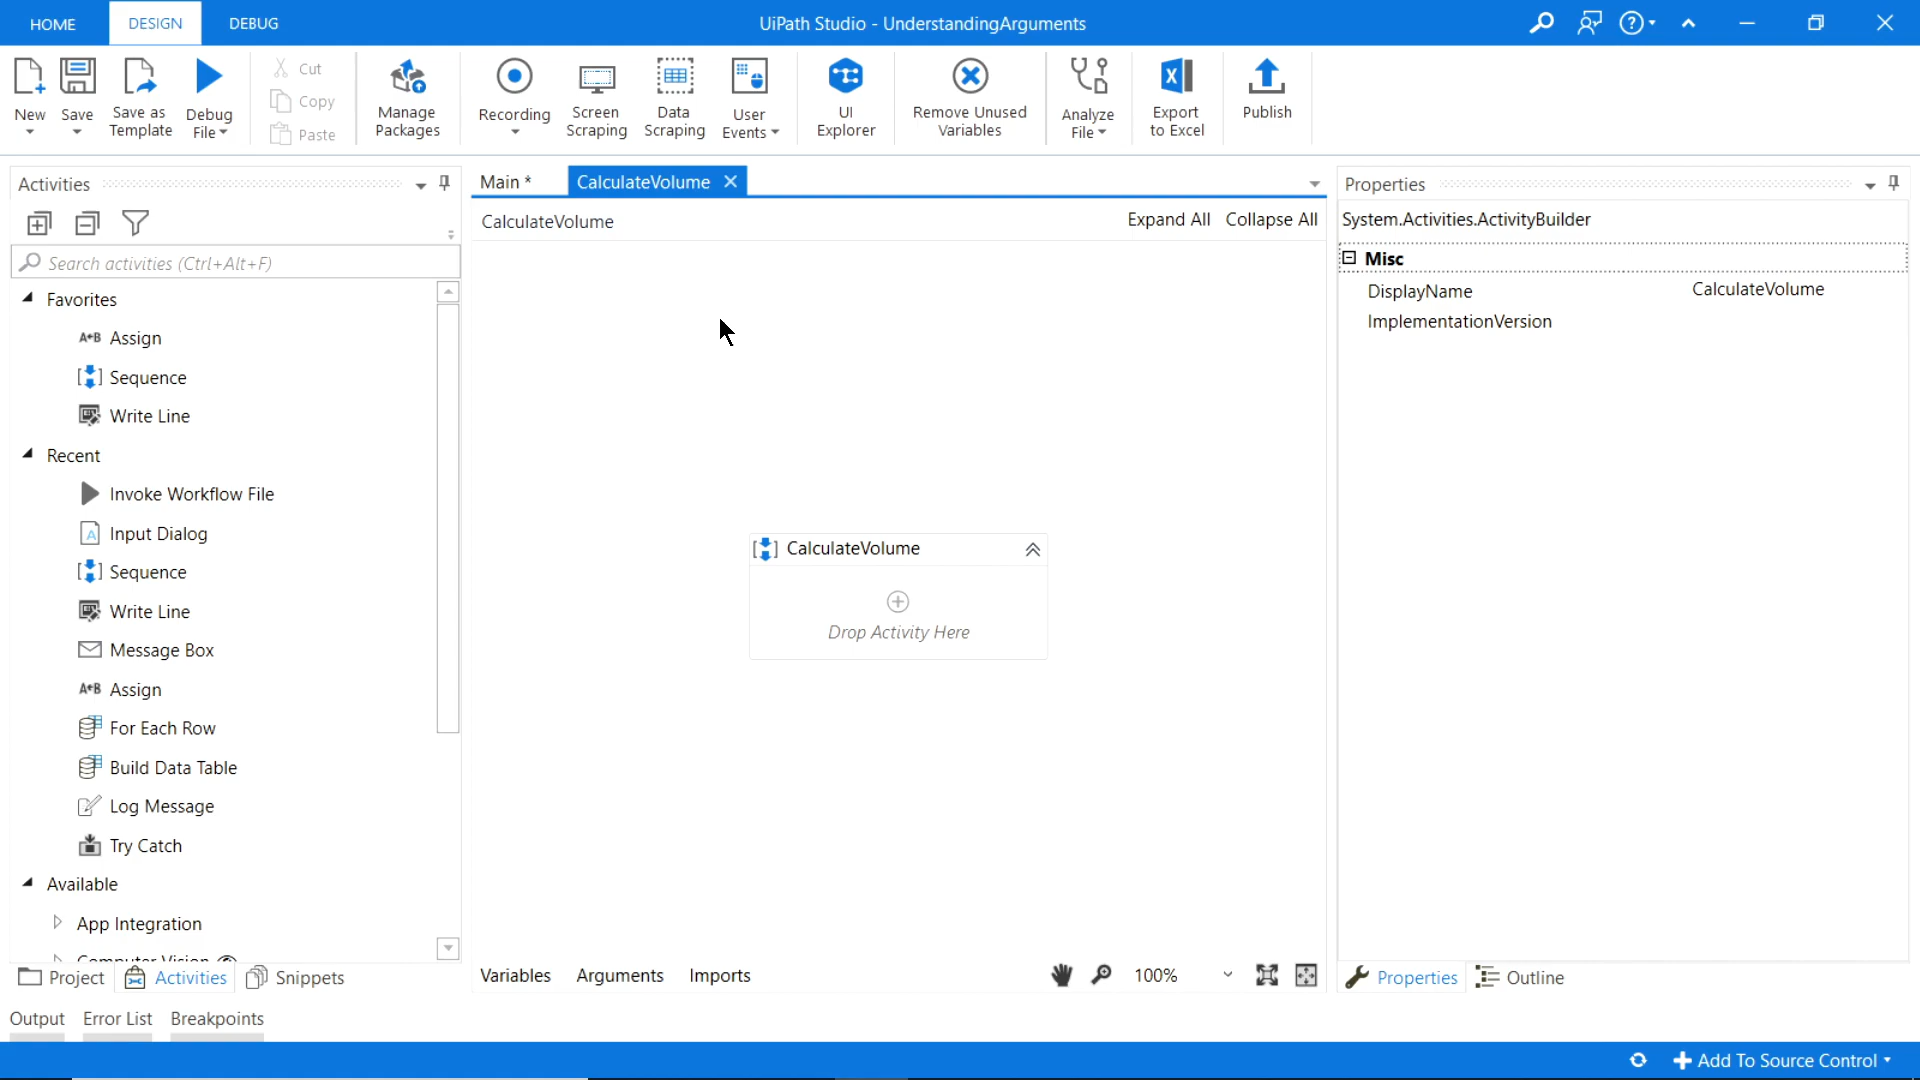 HOME DESIGN DEBUG UiPath Studio - UnderstandingArguments
New Save Save as Template Debug File Cut Copy Paste Manage Packages Recording Screen Scraping Data Scraping User Events UI Explorer Remove Unused Variables Analyze File Export to Excel Publish
Activities
Search activities (Ctrl+Alt+F)
Favorites
Assign
Sequence
Write Line
Recent
Invoke Workflow File
Input Dialog
Sequence
Write Line
Message Box
Assign
For Each Row
Build Data Table
Log Message
Try Catch
Available
App Integration
Computer Vision
Project Activities Snippets
Main * CalculateVolume
CalculateVolume Expand All Collapse All
CalculateVolume
Drop Activity Here
Variables Arguments Imports 100%
Properties
System.Activities.ActivityBuilder
Misc
DisplayName CalculateVolume
ImplementationVersion
Properties Outline
Output Error List Breakpoints
Add To Source Control